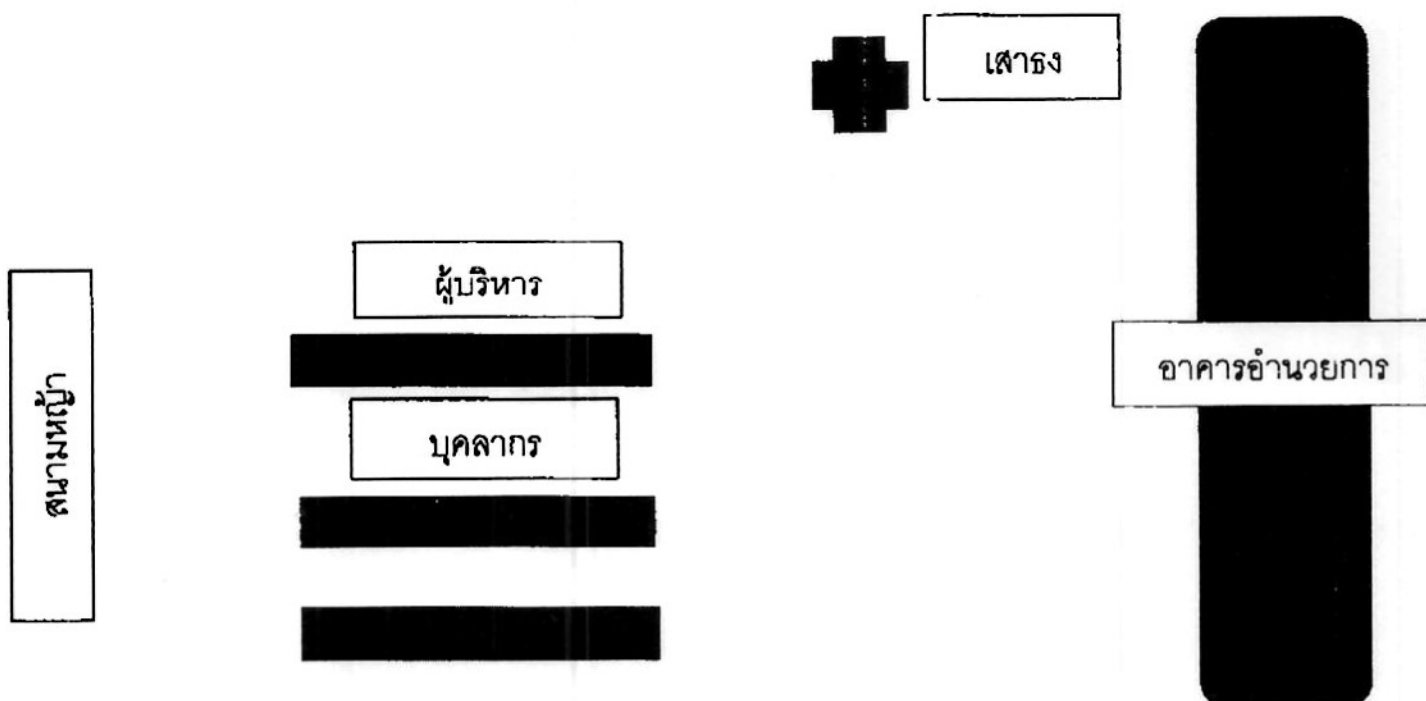 เสาธง
ผู้บริหาร
สนามหญ้า
อาคารอำนวยการ
บุคลากร